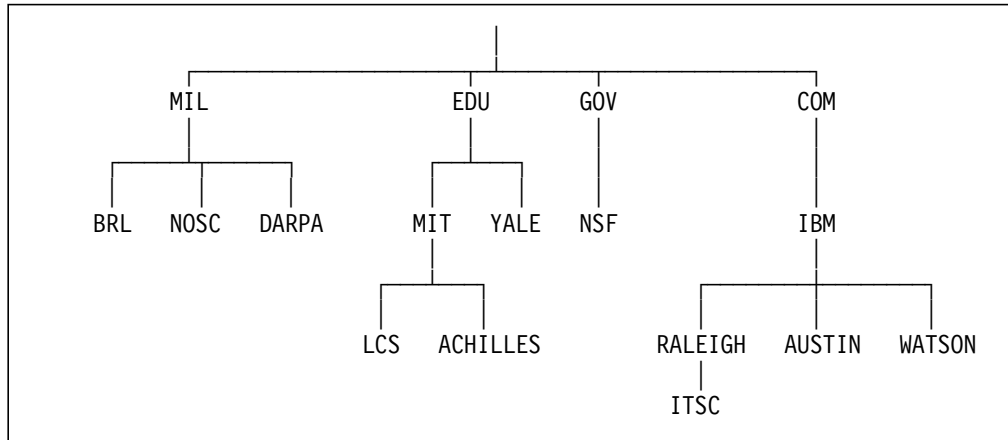 MIL EDU GOV COM
BRL NOSC DARPA MIT YALE NSF IBM
LCS ACHILLES RALEIGH AUSTIN WATSON
ITSC